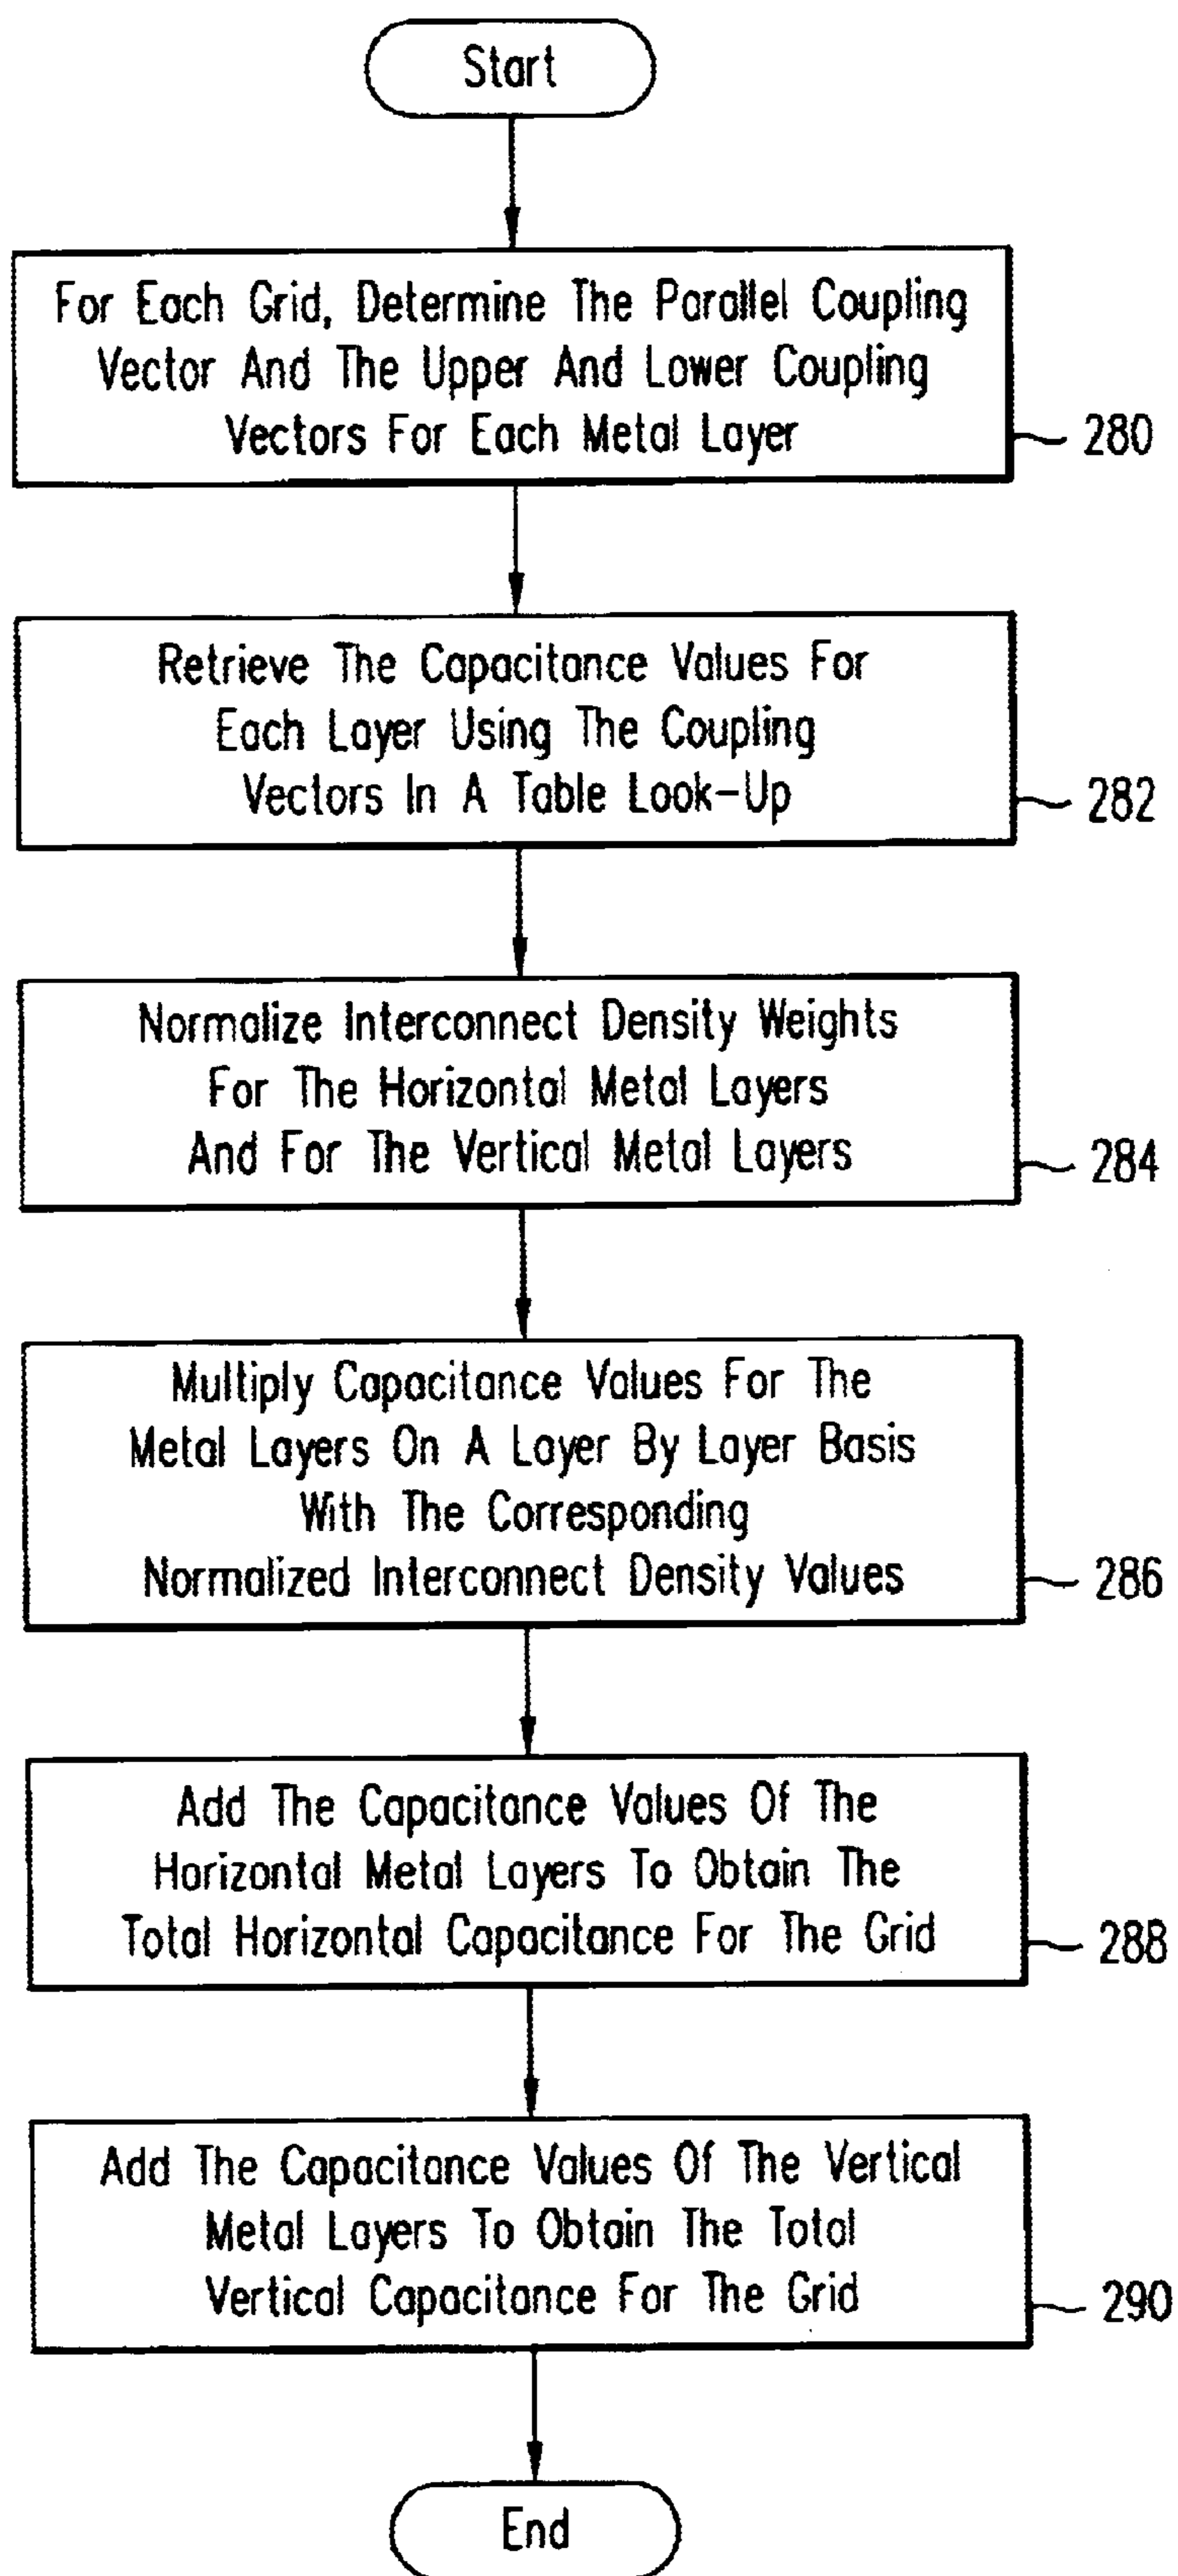 Start
For Each Grid, Determine The Parallel Coupling
Vector And The Upper And Lower Coupling
Vectors For Each Metal Layer
280
Retrieve The Capacitance Values For
Each Layer Using The Coupling
Vectors In A Table Look-Up
282
Normalize Interconnect Density Weights
For The Horizontal Metal Layers
And For The Vertical Metal Layers
284
Multiply Capacitance Values For The
Metal Layers On A Layer By Layer Basis
With The Corresponding
Normalized Interconnect Density Values
286
Add The Capacitance Values Of The
Horizontal Metal Layers To Obtain The
Total Horizontal Capacitance For The Grid
288
Add The Capacitance Values Of The Vertical
Metal Layers To Obtain The Total
Vertical Capacitance For The Grid
290
End